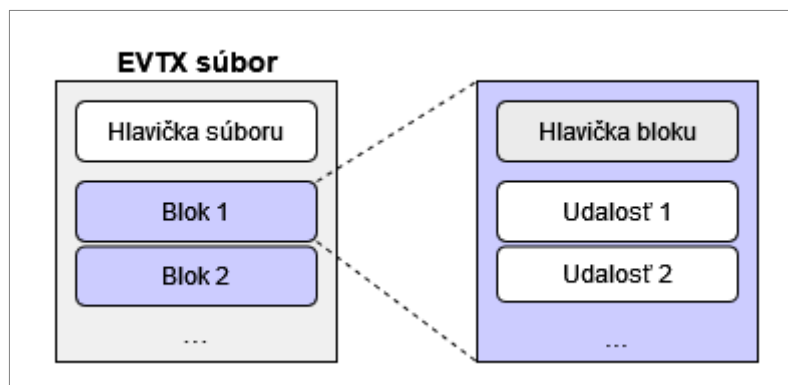 EVTX súbor
Hlavička súboru
Blok 1
Blok 2
...
Hlavička bloku
Udalosť 1
Udalosť 2
...